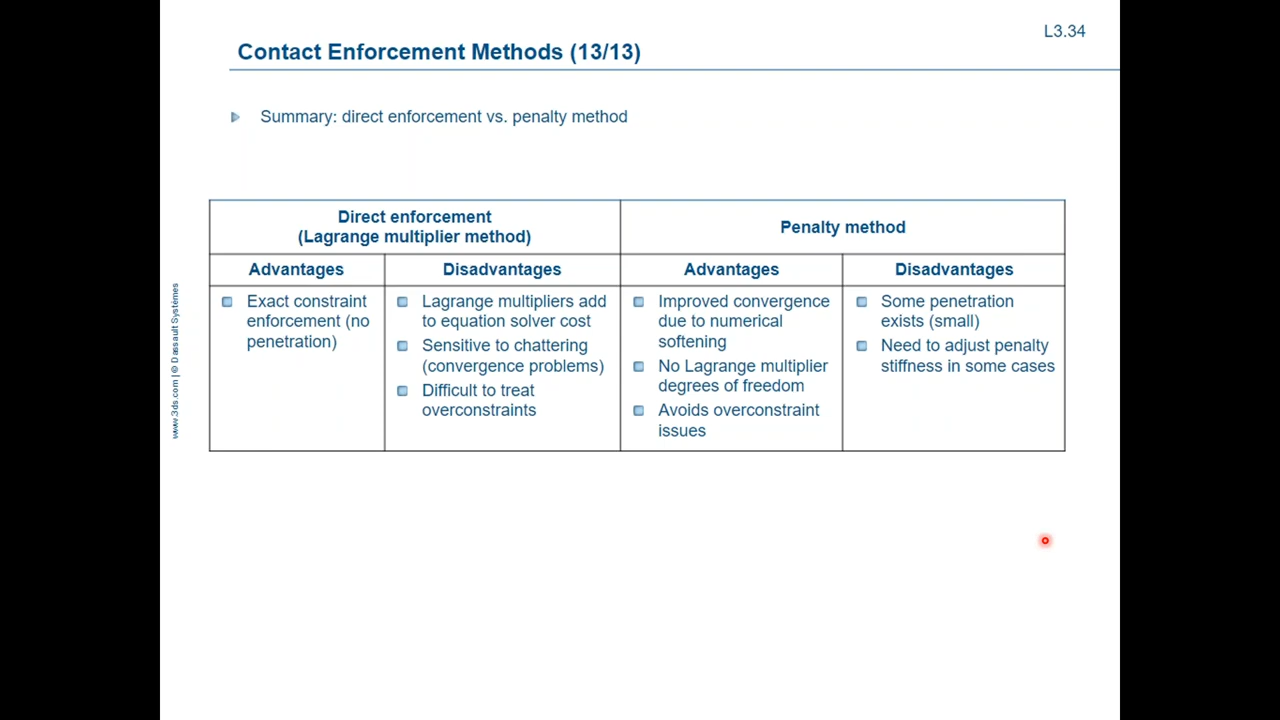 L3.34
Contact Enforcement Methods (13/13)
Summary: direct enforcement vs. penalty method
Direct enforcement
(Lagrange multiplier method)
Penalty method
Advantages
Disadvantages
Advantages
Disadvantages
Exact constraint
enforcement (no
penetration)
Lagrange multipliers add
to equation solver cost
Sensitive to chattering
(convergence problems)
Difficult to treat
overconstraints
Improved convergence
due to numerical
softening
No Lagrange multiplier
degrees of freedom
Avoids overconstraint
issues
Some penetration
exists (small)
Need to adjust penalty
stiffness in some cases
www.3ds.com | © Dassault Systèmes